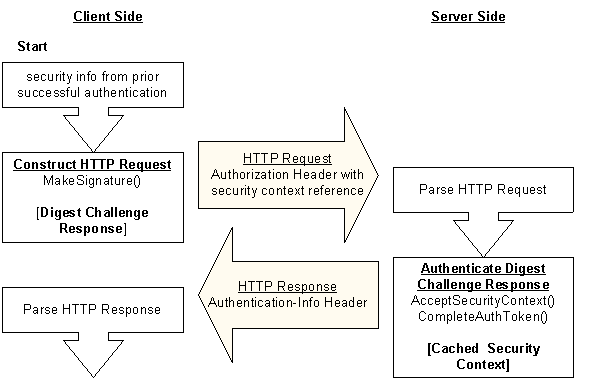 Client Side
Server Side
Start
security info from prior
successful authentication
Construct HTTP Request
MakeSignature()
[Digest Challenge
Response]
HTTP Request
Authorization Header with
security context reference
Parse HTTP Request
Authenticate Digest
Challenge Response
AcceptSecurityContext()
CompleteAuthToken()
[Cached Security
Context]
HTTP Response
Authentication-Info Header
Parse HTTP Response